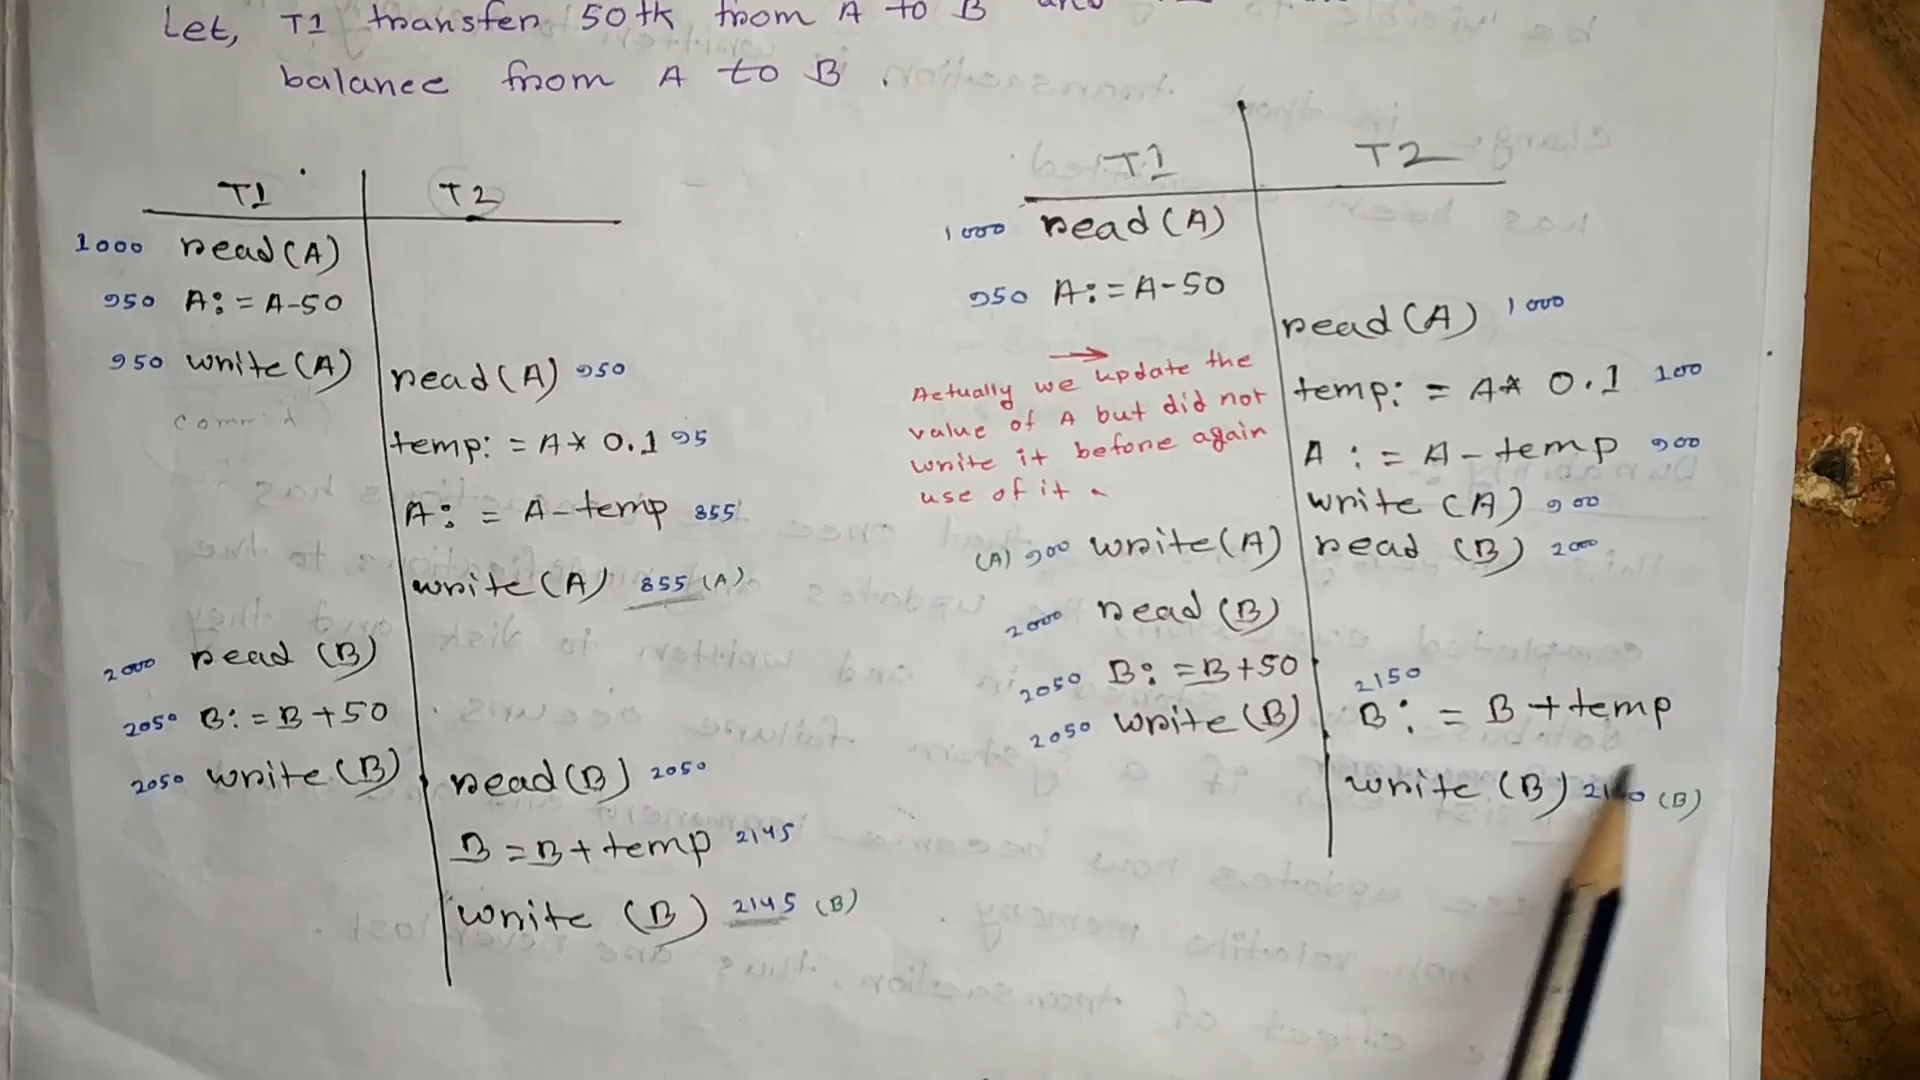 Let, T1 transfer 50tk from A to B and
balance from A to B
T1 T2
1000 read(A)
950 A:=A-50
950 write(A)
read(A) 950
commit
temp:=A*0.1 95
A:=A-temp 855
write(A) 855 (A)
2000 read (B)
2050 B:=B+50
2050 write(B)
read(B) 2050
B=B+temp 2145
write (B) 2145 (B)
T1 T2
1000 read(A)
950 A:=A-50
read(A) 1000
Actually we update the
value of A but did not
write it before again
use of it
temp:=A*0.1 100
A:=A-temp 900
write (A) 900
(A) 900 write(A)
read (B) 2000
2000 read (B)
2050 B:=B+50
2050 write(B)
2150
B:=B+temp
write (B) (B)